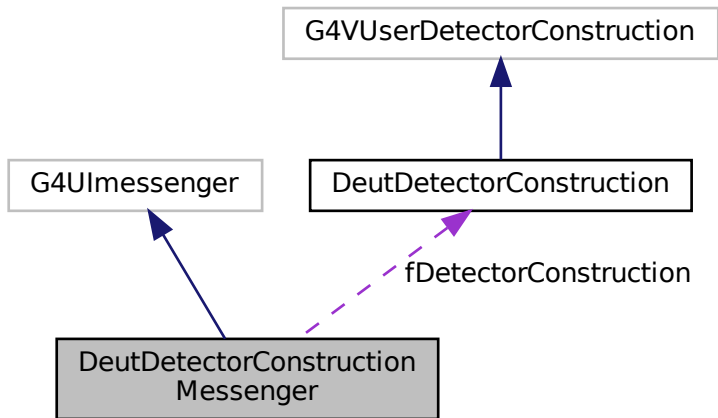 G4VUserDetectorConstruction
G4UImessenger
DeutDetectorConstruction
fDetectorConstruction
DeutDetectorConstruction
Messenger